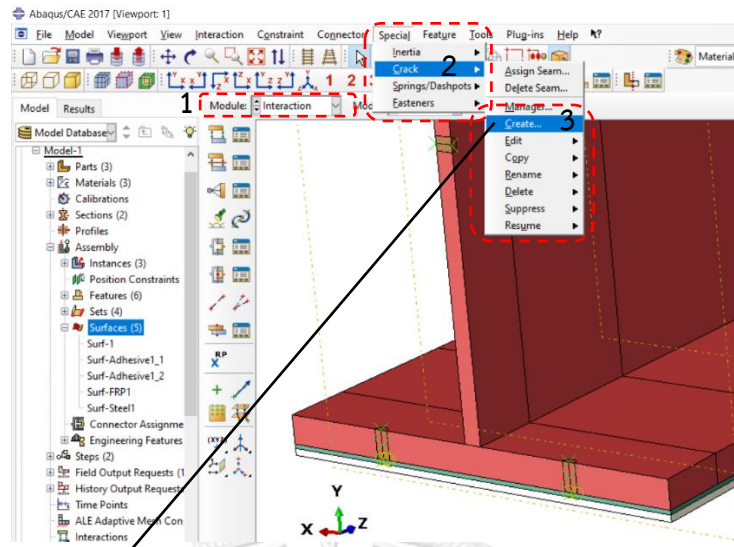 Abaqus/CAE 2017 [Viewport: 1]
File Model Viewport View Interaction Constraint Connector Special Feature Tools Plug-ins Help
Material
1 2
1 Module: Interaction
2
Inertia
Crack
Springs/Dashpots
Fasteners
3
Assign Seam...
Delete Seam...
Manager...
Create...
Edit
Copy
Rename
Delete
Suppress
Resume
Model Results
Model Database
Model-1
Parts (3)
Materials (3)
Calibrations
Sections (2)
Profiles
Assembly
Instances (3)
Position Constraints
Features (6)
Sets (4)
Surfaces (5)
Surf-1
Surf-Adhesive1_1
Surf-Adhesive1_2
Surf-FRP1
Surf-Steel1
Connector Assignme
Engineering Features
Steps (2)
Field Output Requests (1
History Output Requests
Time Points
ALE Adaptive Mesh Con
Interactions
RP
(XYZ)
Y
X
Z